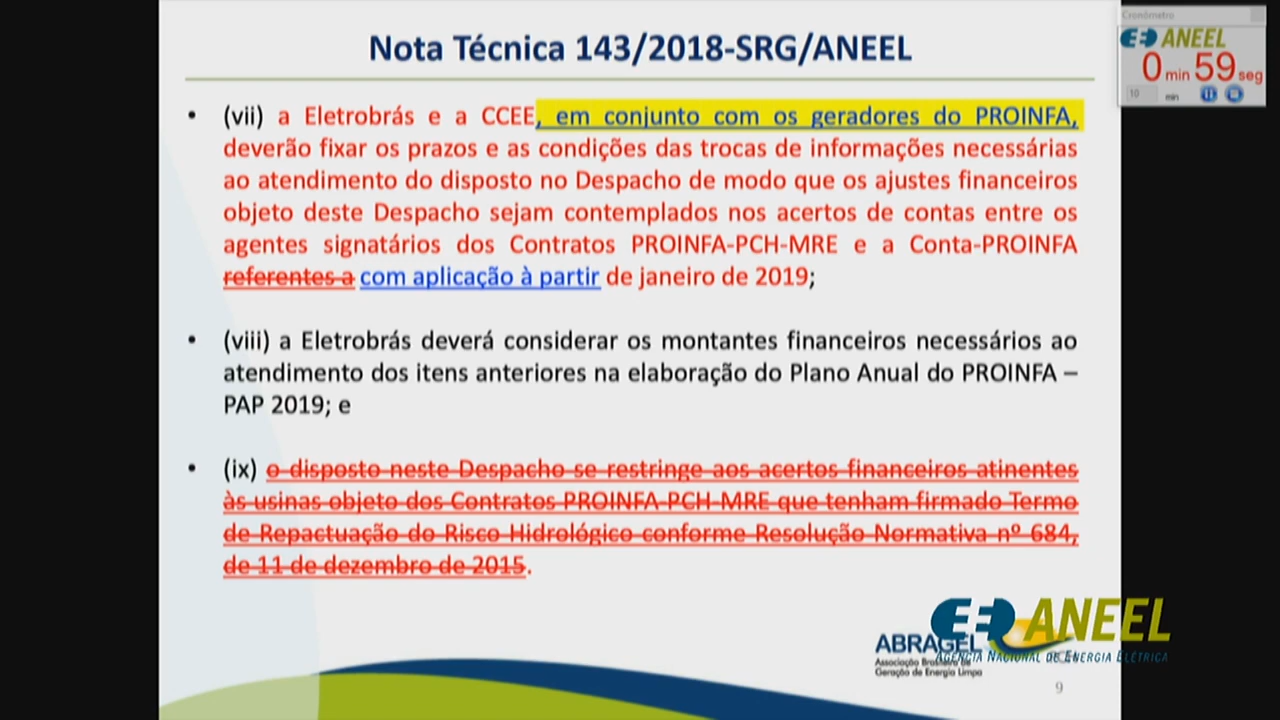 Nota Técnica 143/2018-SRG/ANEEL
Cronômetro
ANEEL
0 min 59 seg
10 min
• (vii) a Eletrobrás e a CCEE, em conjunto com os geradores do PROINFA,
deverão fixar os prazos e as condições das trocas de informações necessárias
ao atendimento do disposto no Despacho de modo que os ajustes financeiros
objeto deste Despacho sejam contemplados nos acertos de contas entre os
agentes signatários dos Contratos PROINFA-PCH-MRE e a Conta-PROINFA
referentes a com aplicação à partir de janeiro de 2019;
• (viii) a Eletrobrás deverá considerar os montantes financeiros necessários ao
atendimento dos itens anteriores na elaboração do Plano Anual do PROINFA –
PAP 2019; e
• (ix) o disposto neste Despacho se restringe aos acertos financeiros atinentes
às usinas objeto dos Contratos PROINFA-PCH-MRE que tenham firmado Termo
de Repactuação do Risco Hidrológico conforme Resolução Normativa nº 684,
de 11 de dezembro de 2015.
ANEEL
AGÊNCIA NACIONAL DE ENERGIA ELÉTRICA
ABRAGEL
Associação Brasileira de
Geração de Energia Limpa
9